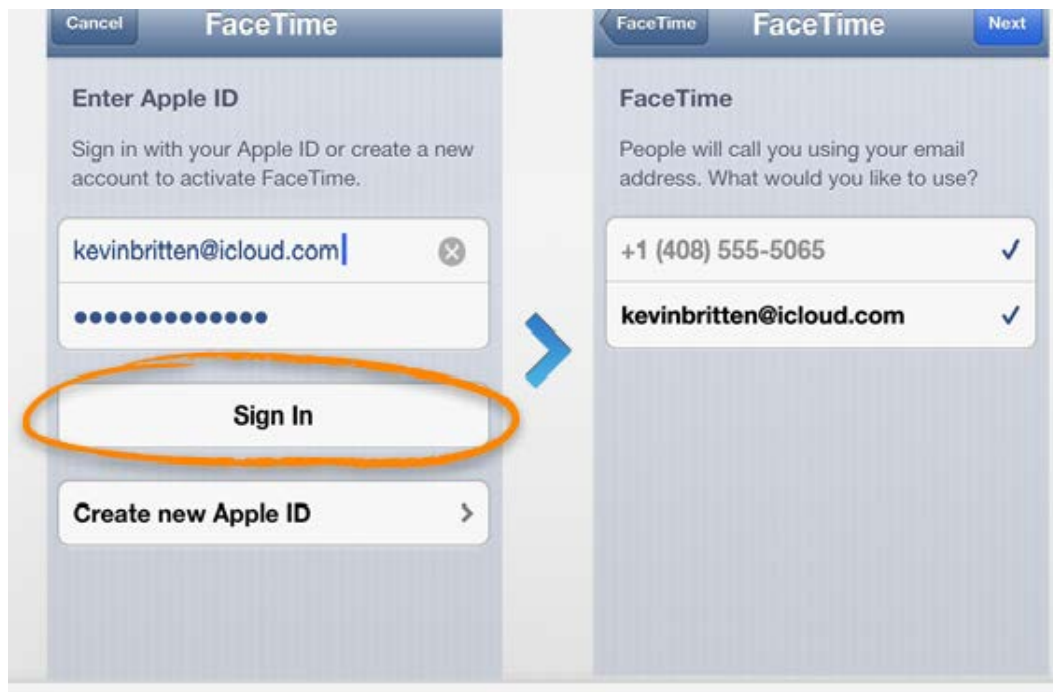 Cancel
FaceTime
Enter Apple ID
Sign in with your Apple ID or create a new
account to activate FaceTime.
kevinbritten@icloud.com
●●●●●●●●●●●●●
Sign In
Create new Apple ID
FaceTime
FaceTime
Next
FaceTime
People will call you using your email
address. What would you like to use?
+1 (408) 555-5065
kevinbritten@icloud.com